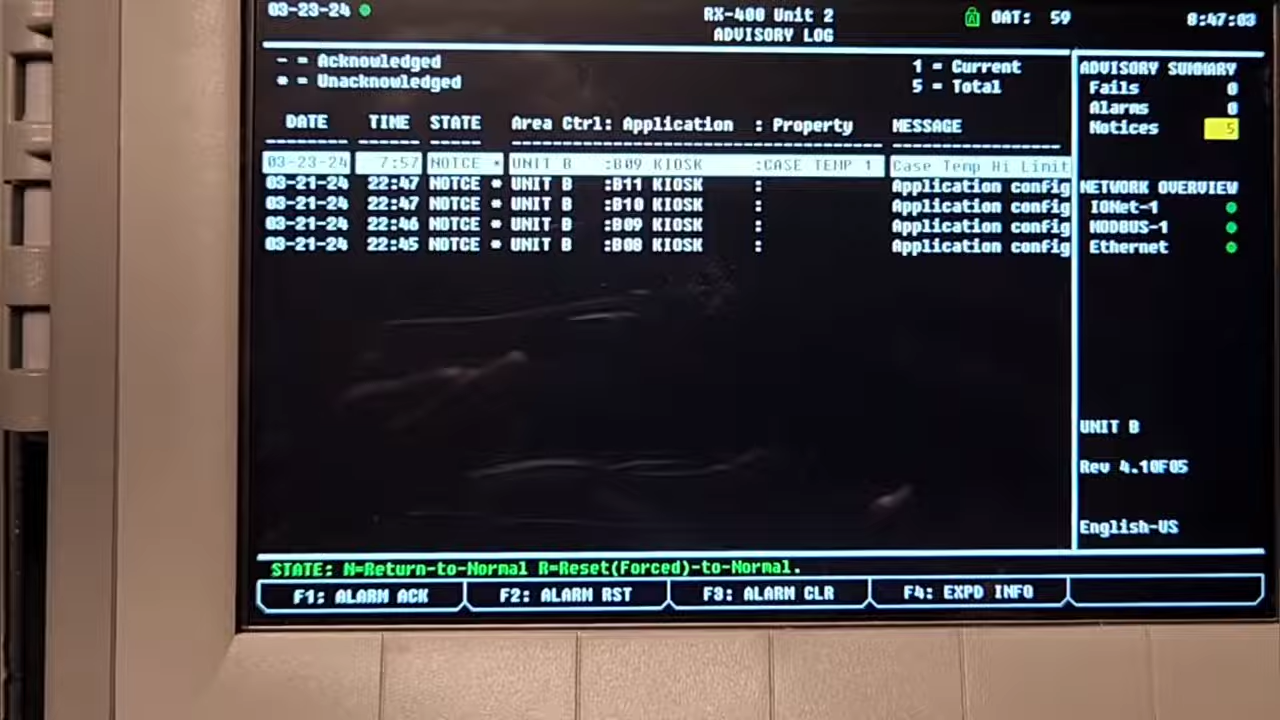 03-23-24 RX-400 Unit 2 OAT: 59 8:47:03
ADVISORY LOG
- = Acknowledged 1 = Current
* = Unacknowledged 5 = Total
DATE TIME STATE Area Ctrl: Application : Property MESSAGE
03-23-24 7:57 NOTCE * UNIT B :B09 KIOSK :CASE TEMP 1 Case Temp Hi Limit
03-21-24 22:47 NOTCE * UNIT B :B11 KIOSK : Application config
03-21-24 22:47 NOTCE * UNIT B :B10 KIOSK : Application config
03-21-24 22:46 NOTCE * UNIT B :B09 KIOSK : Application config
03-21-24 22:45 NOTCE * UNIT B :B08 KIOSK : Application config
ADVISORY SUMMARY
Fails 0
Alarms 0
Notices 5
NETWORK OVERVIEW
IONet-1
MODBUS-1
Ethernet
UNIT B
Rev 4.10F05
English-US
STATE: N=Return-to-Normal R=Reset(Forced)-to-Normal.
F1: ALARM ACK F2: ALARM RST F3: ALARM CLR F4: EXPD INFO